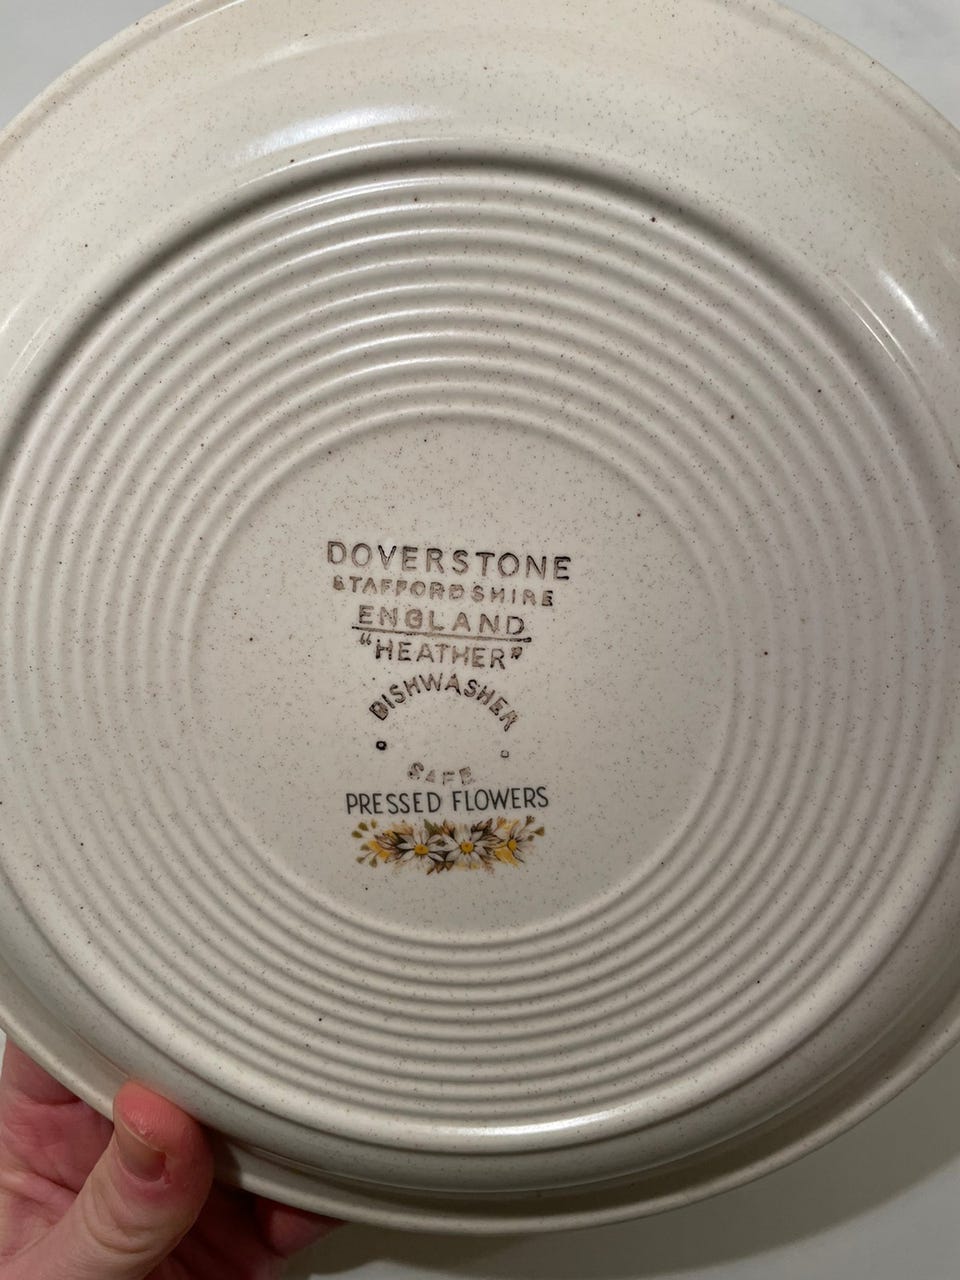 DOVERSTONE
STAFFORDSHIRE
ENGLAND
"HEATHER"
DISHWASHER
SAFE
PRESSED FLOWERS